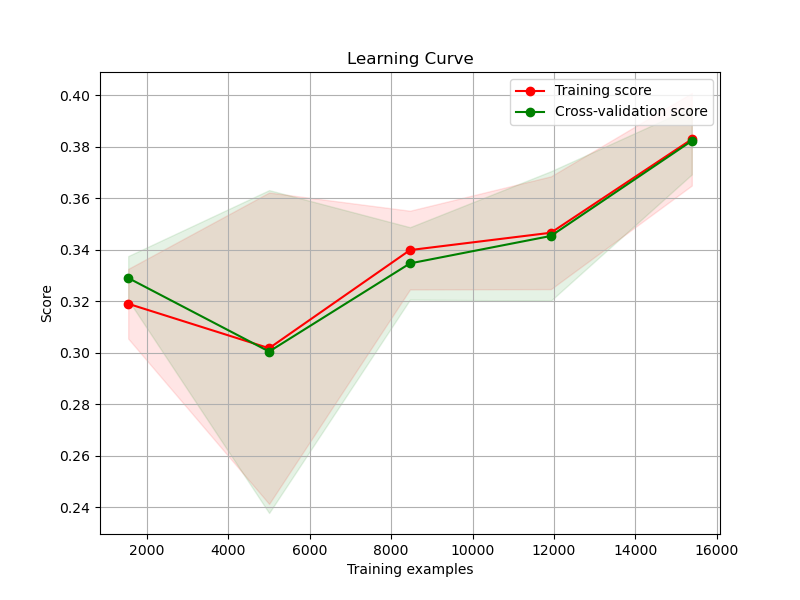 Learning Curve
Training score
Cross-validation score
0.40
0.38
0.36
0.34
0.32
0.30
0.28
0.26
0.24
Score
2000 4000 6000 8000 10000 12000 14000 16000
Training examples